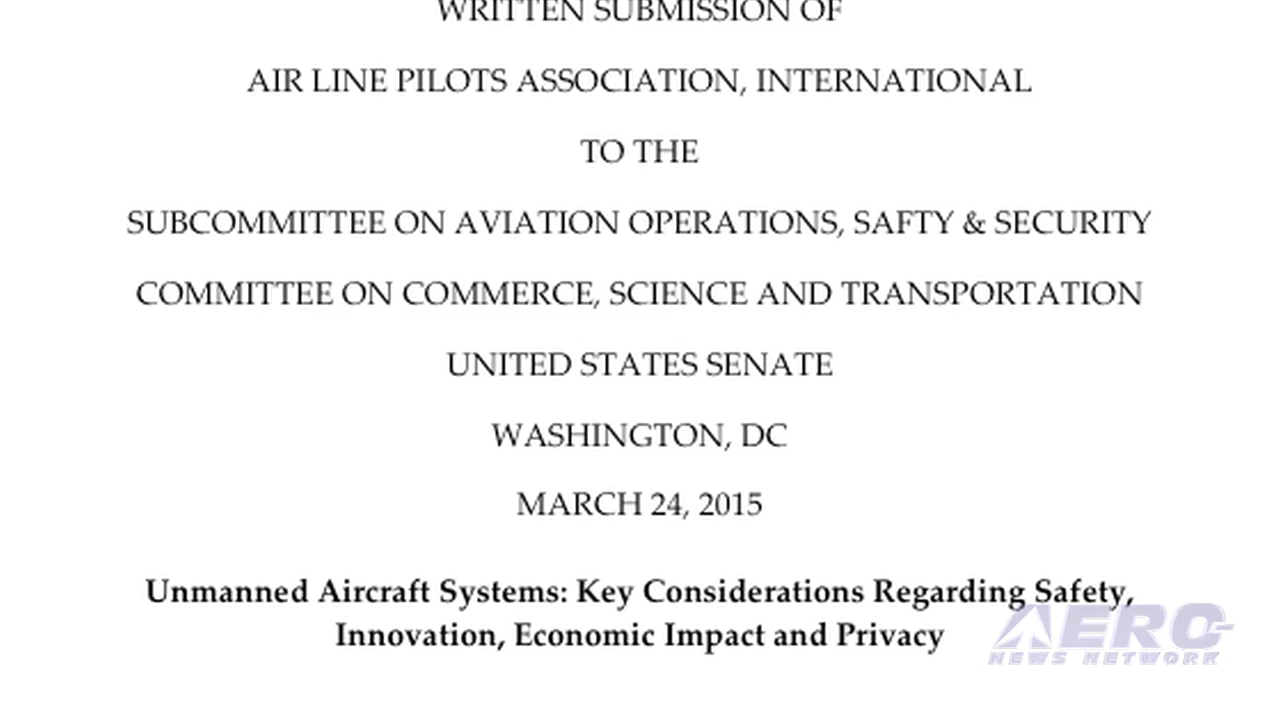 WRITTEN SUBMISSION OF
AIR LINE PILOTS ASSOCIATION, INTERNATIONAL
TO THE
SUBCOMMITTEE ON AVIATION OPERATIONS, SAFTY & SECURITY
COMMITTEE ON COMMERCE, SCIENCE AND TRANSPORTATION
UNITED STATES SENATE
WASHINGTON, DC
MARCH 24, 2015
Unmanned Aircraft Systems: Key Considerations Regarding Safety,
Innovation, Economic Impact and Privacy
AERO
NEWS NETWORK